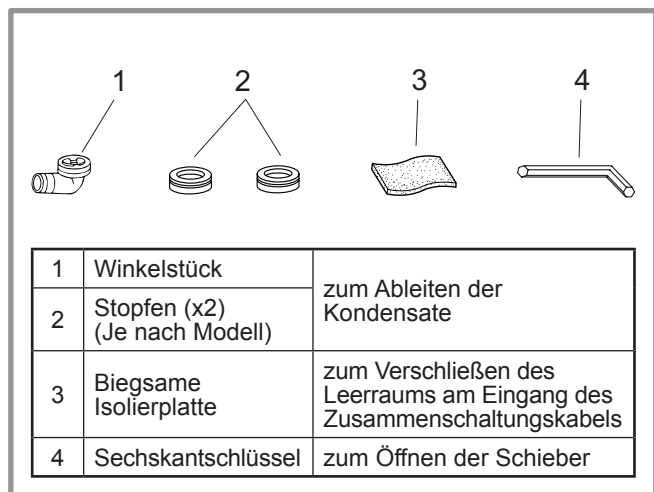 1 2 3 4
1 Winkelstück
zum Ableiten der
Kondensate
2 Stopfen (x2)
(Je nach Modell)
3 Biegsame
Isolierplatte
zum Verschließen des
Leerraums am Eingang des
Zusammenschaltungskabels
4 Sechskantschlüssel zum Öffnen der Schieber